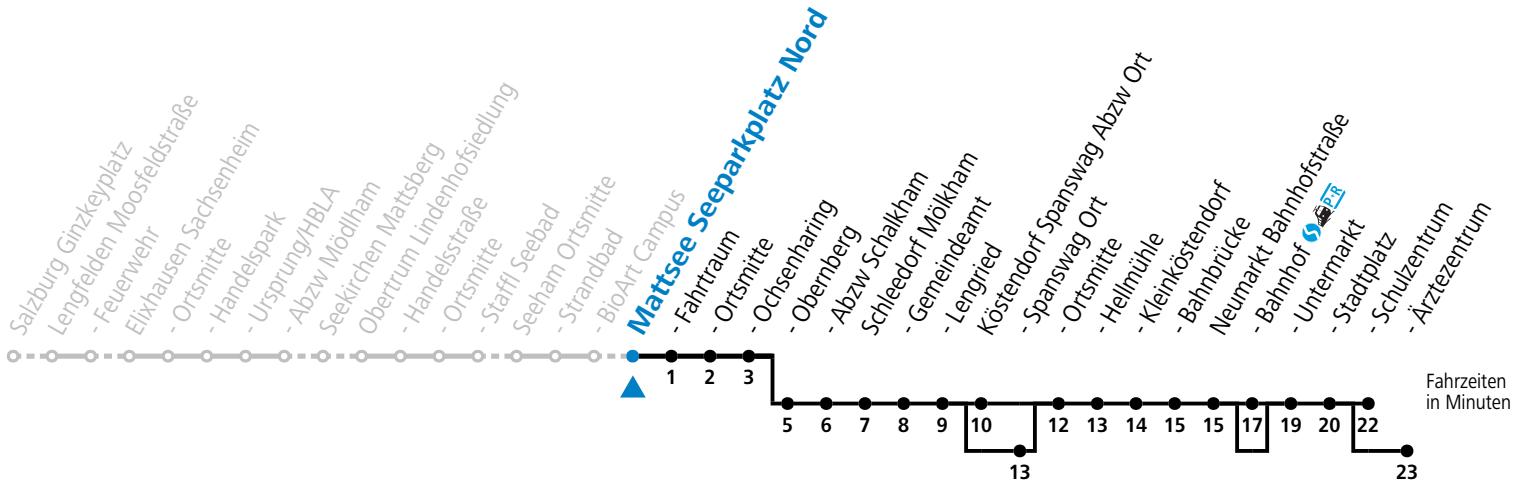 Salzburg Ginzkeyplatz
Lengfelden Moosfeldstraße
- Feuerwehr
Elixhausen Sachsenheim
- Ortsmitte
- Handelspark
- Ursprung/HBLA
- Abzw Mödlham
Seekirchen Mattsberg
Obertrum Lindenhofsiedlung
- Handelsstraße
- Ortsmitte
- Staffl Seebad
Seeham Ortsmitte
- Strandbad
- BioArt Campus
Mattsee Seeparkplatz Nord
- Fahrtraum
- Ortsmitte
- Ochsenharing
- Obernberg
- Abzw Schalkham
Schleedorf Mölkham
- Gemeindeamt
- Lengried
Köstendorf Spanswag Abzw Ort
- Spanswag Ort
- Ortsmitte
- Hellmühle
- Kleinköstendorf
- Bahnbrücke
Neumarkt Bahnhofstraße
- Bahnhof S P+R
- Untermarkt
- Stadtplatz
- Schulzentrum
- Ärztezentrum
1 2 3
Fahrzeiten
in Minuten
5 6 7 8 9 10 12 13 14 15 15 17 19 20 22
13 23